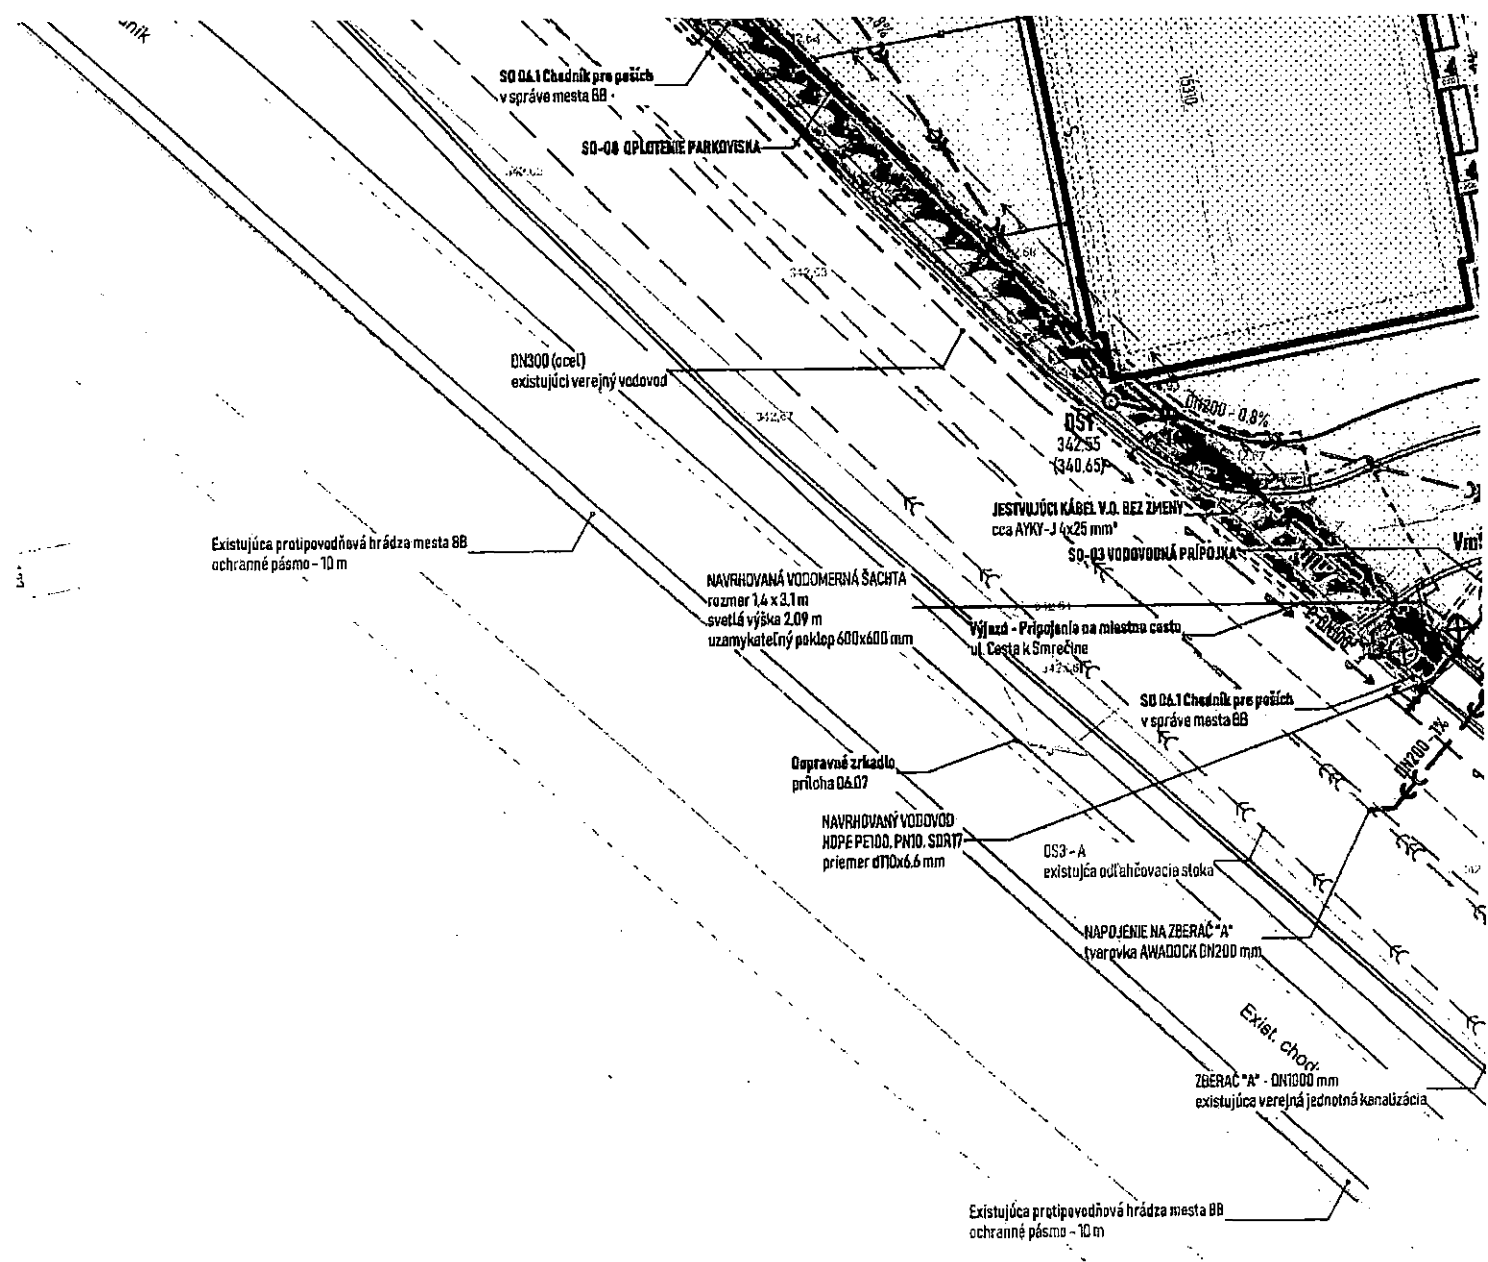 SO 06.1 Chodník pre peších
v správe mesta BB
SO-08 OPLOTENIE PARKOVISKA
342,63
DN300 (oceľ)
existujúci verejný vodovod
342,67
DN200 - 0,8%
DŠ1
342,55
(340,65)
JESTVUJÚCI KÁBEL V.O. BEZ ZMENY
cca AYKY-J 4x25 mm²
SO-03 VODOVODNÁ PRÍPOJKA
Existujúca protipovodňová hrádza mesta BB
ochranné pásmo - 10 m
NAVRHOVANÁ VODOMERNÁ ŠACHTA
rozmer 1,4 x 3,1 m
svetlá výška 2,09 m
uzamykateľný poklop 600x600 mm
Výjazd - Pripojenie na miestnu cestu
ul. Cesta k Smrečine
SO 06.1 Chodník pre peších
v správe mesta BB
DN200 - 1%
Dopravné zrkadlo
príloha 06.07
NAVRHOVANÝ VODOVOD
HDPE PE100, PN10, SDR17
priemer d110x6,6 mm
OS3 - A
existujúca odľahčovacia stoka
NAPOJENIE NA ZBERAČ "A"
tvarovka AWADOCK DN200 mm
Exist. chod.
ZBERAČ "A" - DN1000 mm
existujúca verejná jednotná kanalizácia
Existujúca protipovodňová hrádza mesta BB
ochranné pásmo - 10 m